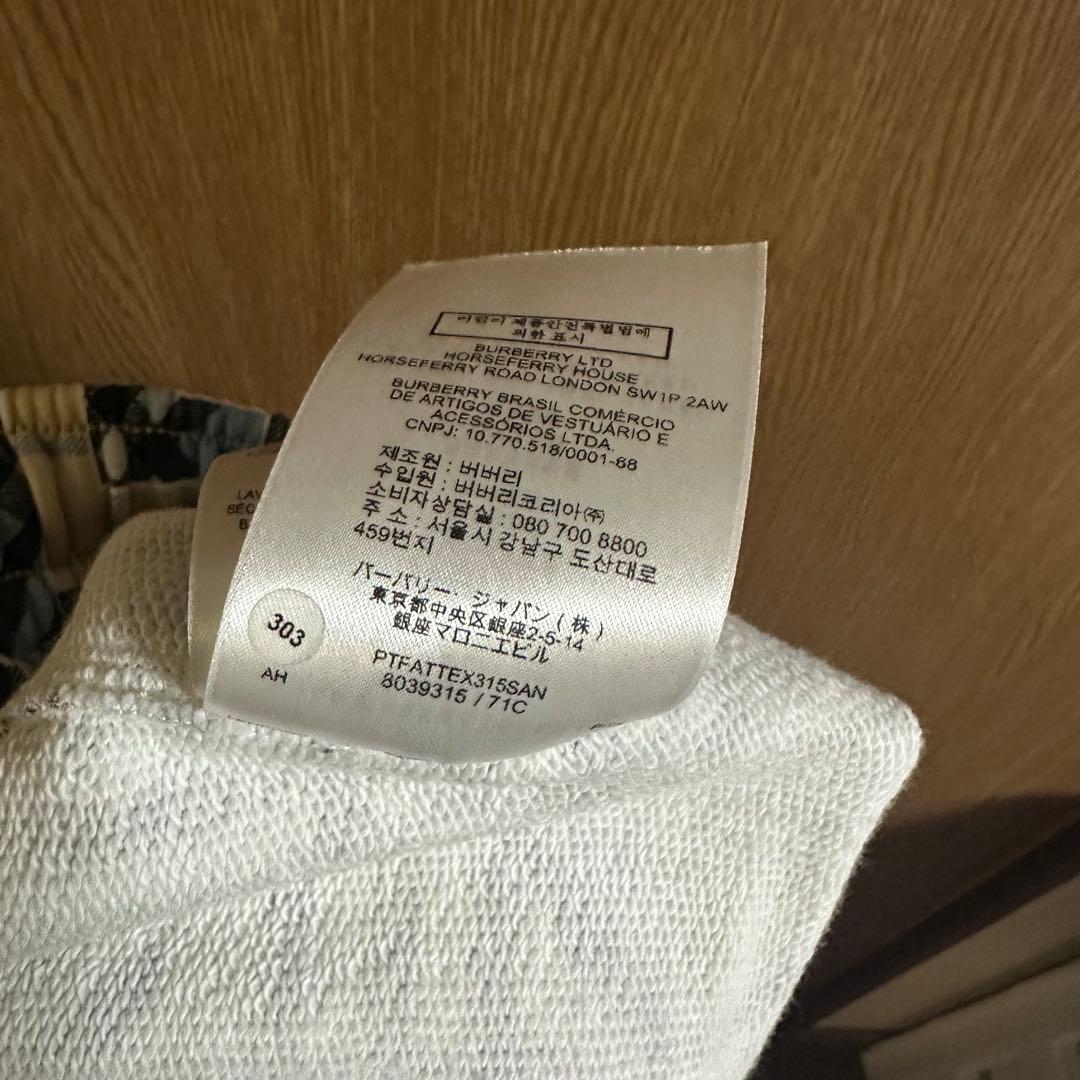 어린이 제품안전특별법에
의한 표시
BURBERRY LTD
HORSEFERRY HOUSE
HORSEFERRY ROAD LONDON SW1P 2AW
BURBERRY BRASIL COMÉRCIO
DE ARTIGOS DE VESTUÁRIO E
ACESSÓRIOS LTDA.
CNPJ: 10.770.518/0001-68
제조원 : 버버리
수입원 : 버버리코리아㈜
소비자상담실 : 080 700 8800
주 소 : 서울시 강남구 도산대로
459번지
バーバリー・ジャパン(株)
東京都中央区銀座2-5-14
銀座マロニエビル
PTFATTEX315SAN
8039315 / 71C
303
AH